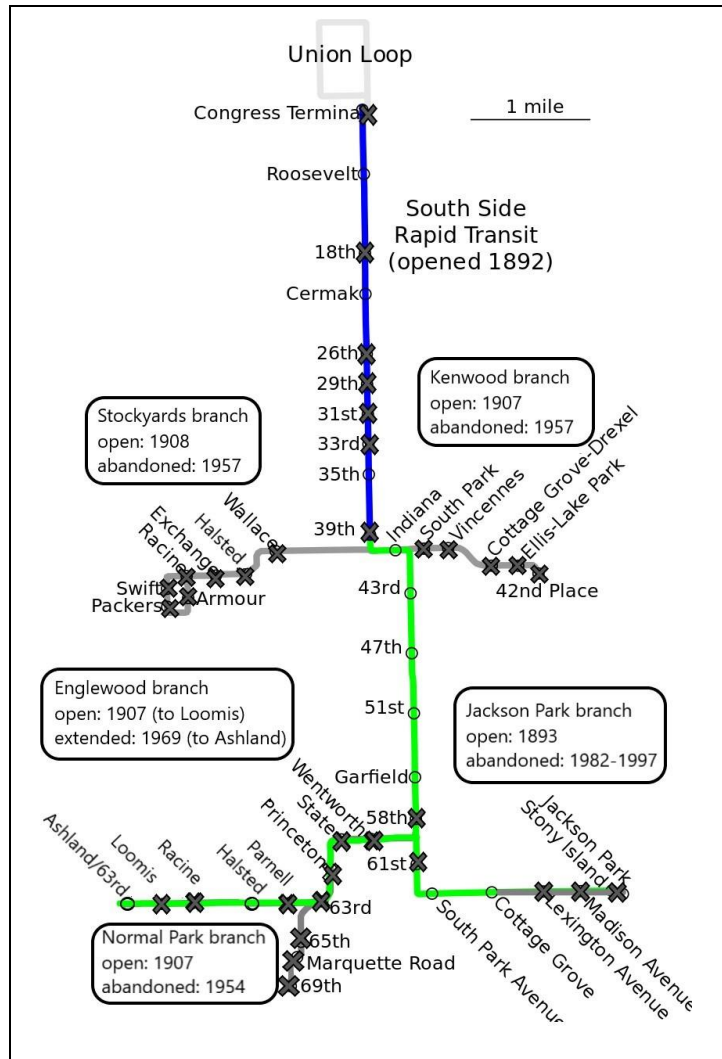 Union Loop
Congress Termina
1 mile
Roosevelt
South Side
Rapid Transit
(opened 1892)
18th
Cermak
26th
29th
31st
33rd
35th
39th
Kenwood branch
open: 1907
abandoned: 1957
Stockyards branch
open: 1908
abandoned: 1957
Wallace
Halsted
Exchange
Racine
Swift
Packers
Armour
Indiana
South Park
Vincennes
Cottage Grove-Drexel
Ellis-Lake Park
42nd Place
43rd
47th
51st
Garfield
58th
61st
Englewood branch
open: 1907 (to Loomis)
extended: 1969 (to Ashland)
Jackson Park branch
open: 1893
abandoned: 1982-1997
Wentworth
State
Princeton
Parnell
Halsted
Racine
Loomis
Ashland/63rd
63rd
65th
Marquette Road
69th
Normal Park branch
open: 1907
abandoned: 1954
Jackson Park
Stony Island
Madison Avenue
Lexington Avenue
Cottage Grove
South Park Avenue